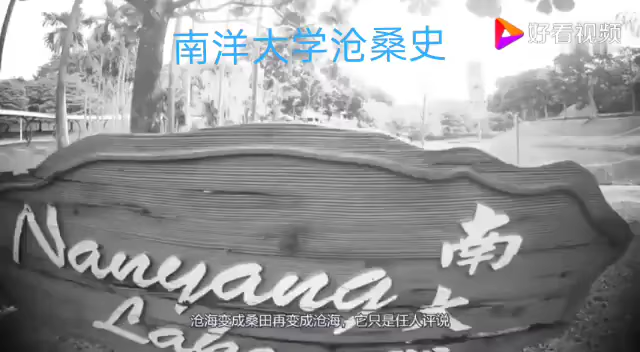 南洋大学沧桑史
好看视频
Nanyang
南
大
沧海变成桑田再变成沧海，它只是任人评说